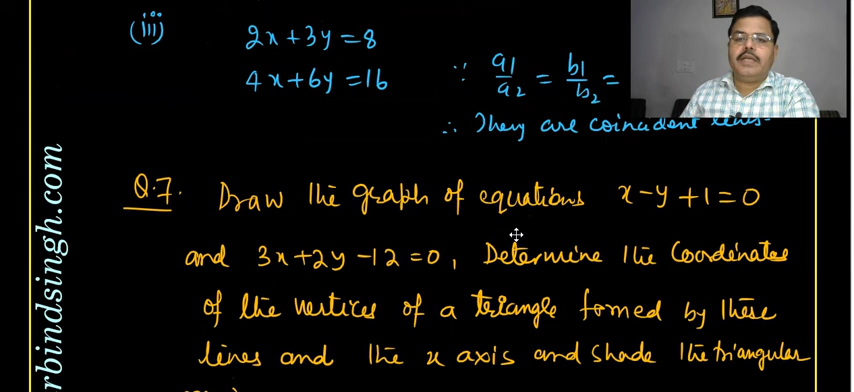 (iii) 2x + 3y = 8
4x + 6y = 16 ∵ a1/a2 = b1/b2 =
∴ They are coincident lines.
Q.7. Draw the graph of equations x - y + 1 = 0
and 3x + 2y - 12 = 0, Determine the coordinates
of the vertices of a triangle formed by these
lines and the x axis and shade the triangular
rbindsingh.com